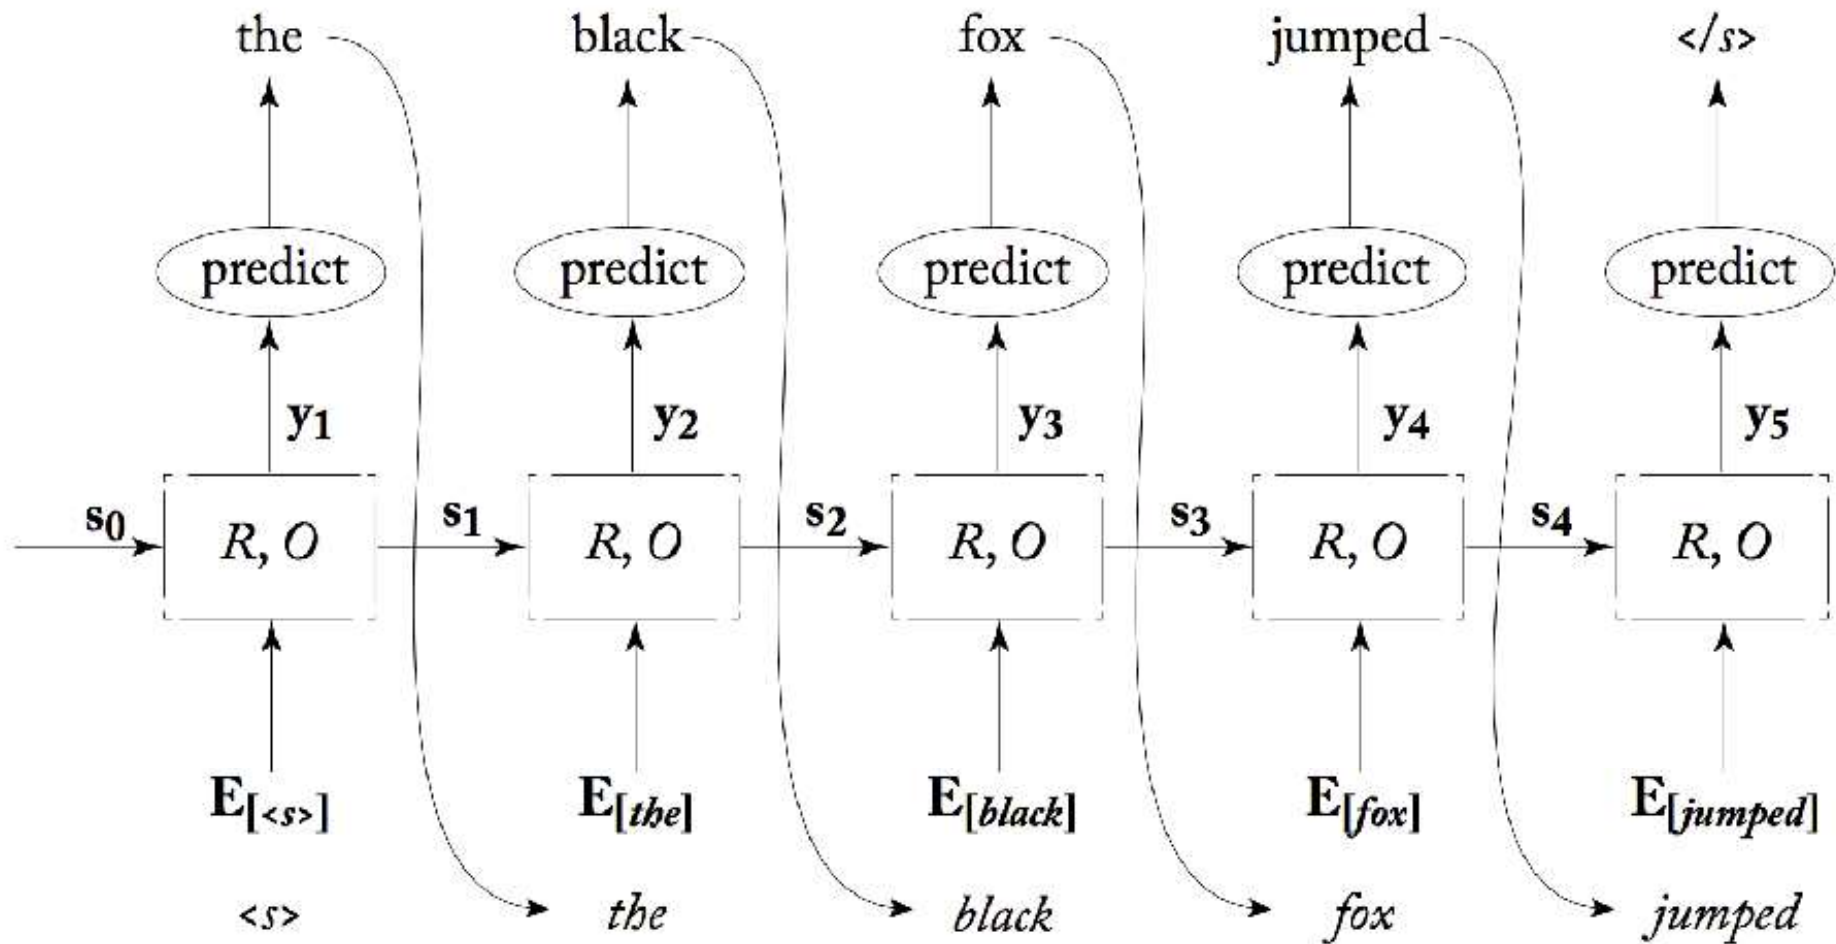 the black fox jumped </s>
predict predict predict predict predict
y1 y2 y3 y4 y5
s0 R, O s1 R, O s2 R, O s3 R, O s4 R, O
E[<s>] E[the] E[black] E[fox] E[jumped]
<s> the black fox jumped